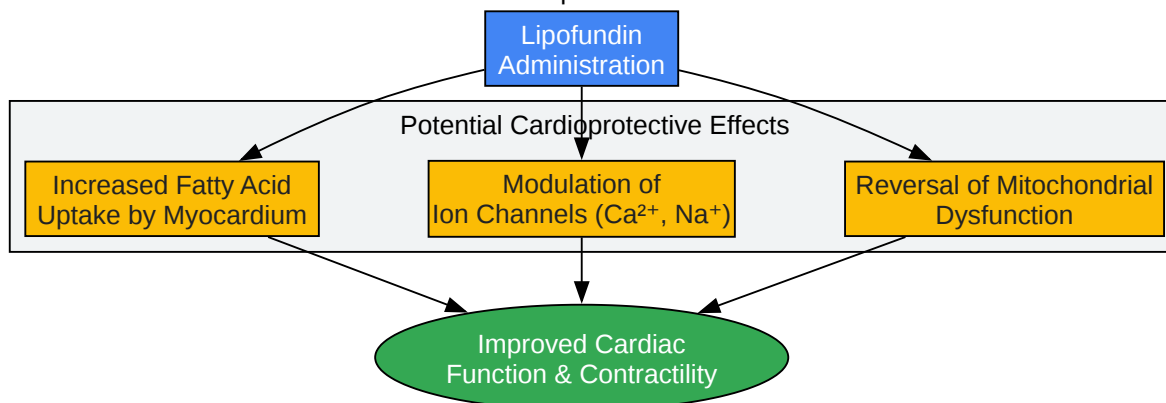 Lipofundin
Administration
Potential Cardioprotective Effects
Increased Fatty Acid
Uptake by Myocardium
Modulation of
Ion Channels (Ca²⁺, Na⁺)
Reversal of Mitochondrial
Dysfunction
Improved Cardiac
Function & Contractility